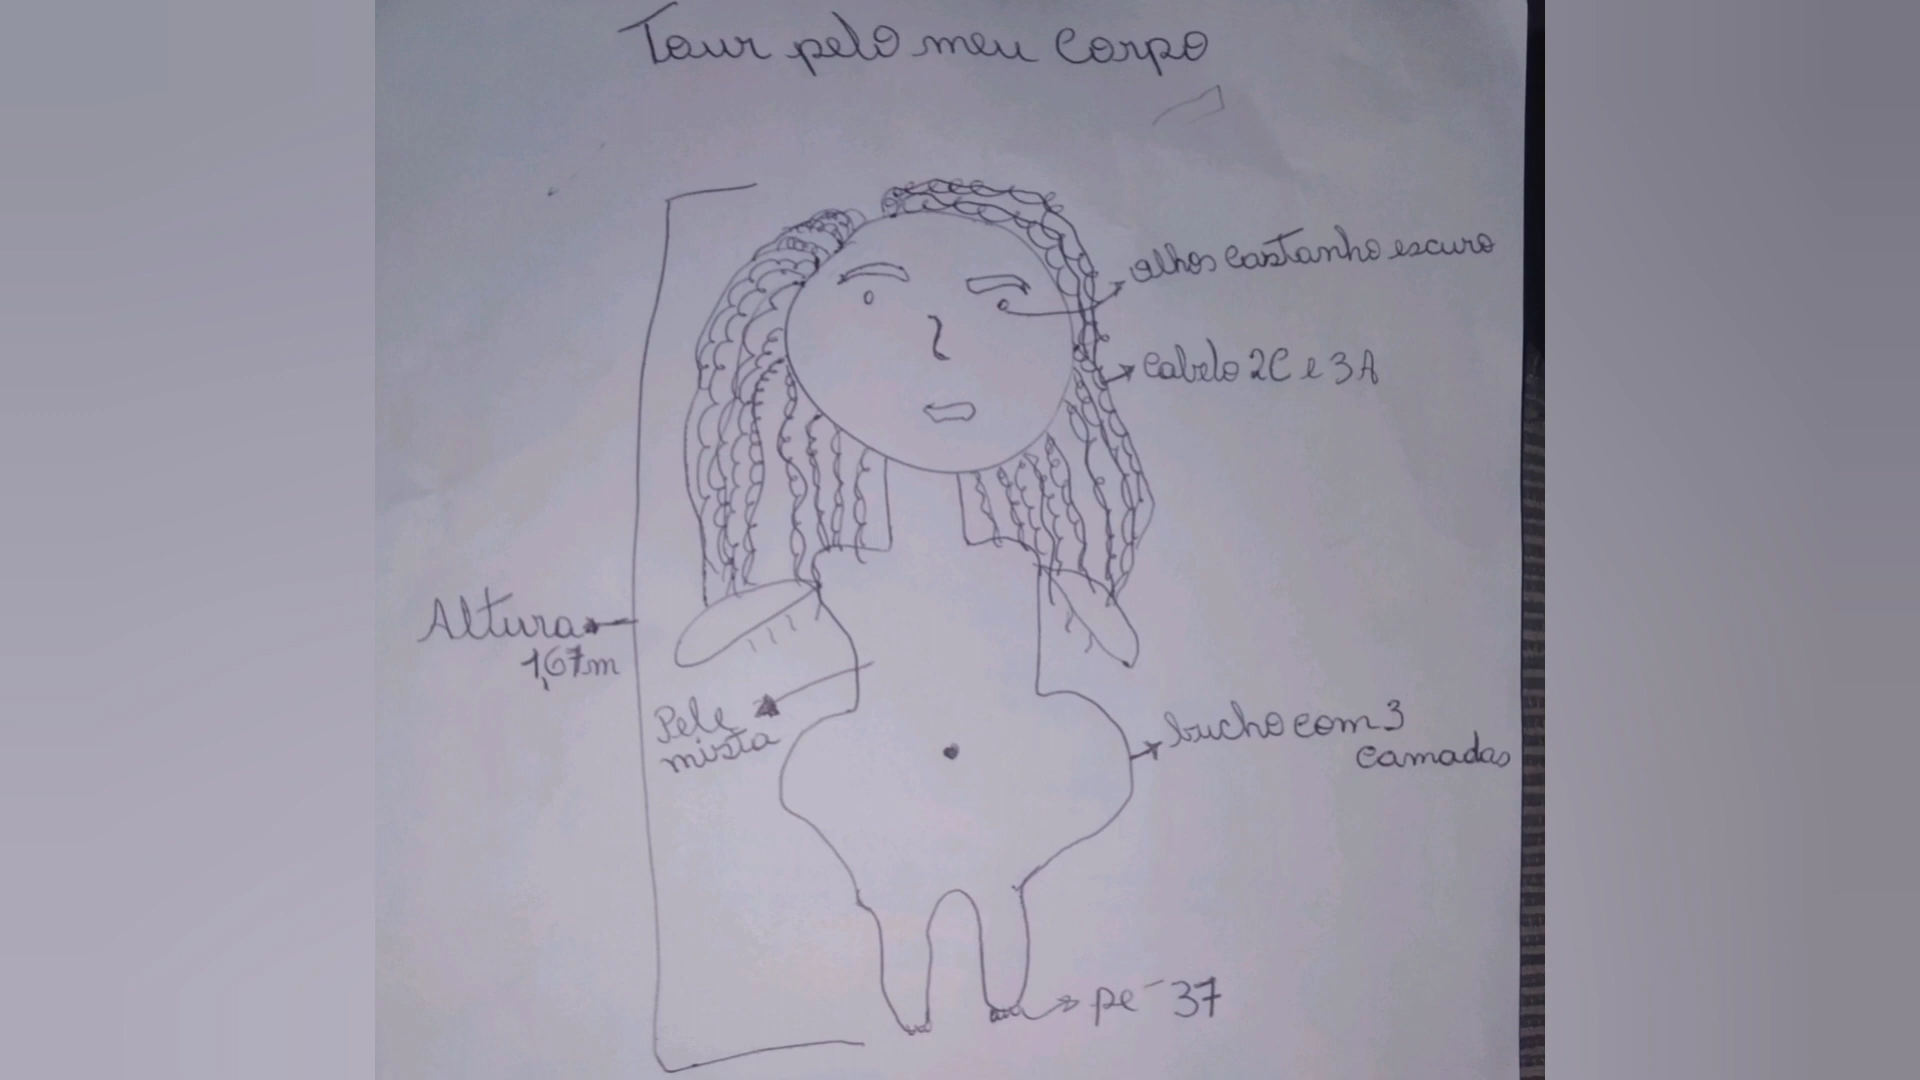 Tour pelo meu corpo
olhos castanho escuro
cabelo 2C e 3A
Altura
1,67m
Pele
mista
bucho com 3
camadas
pé 37